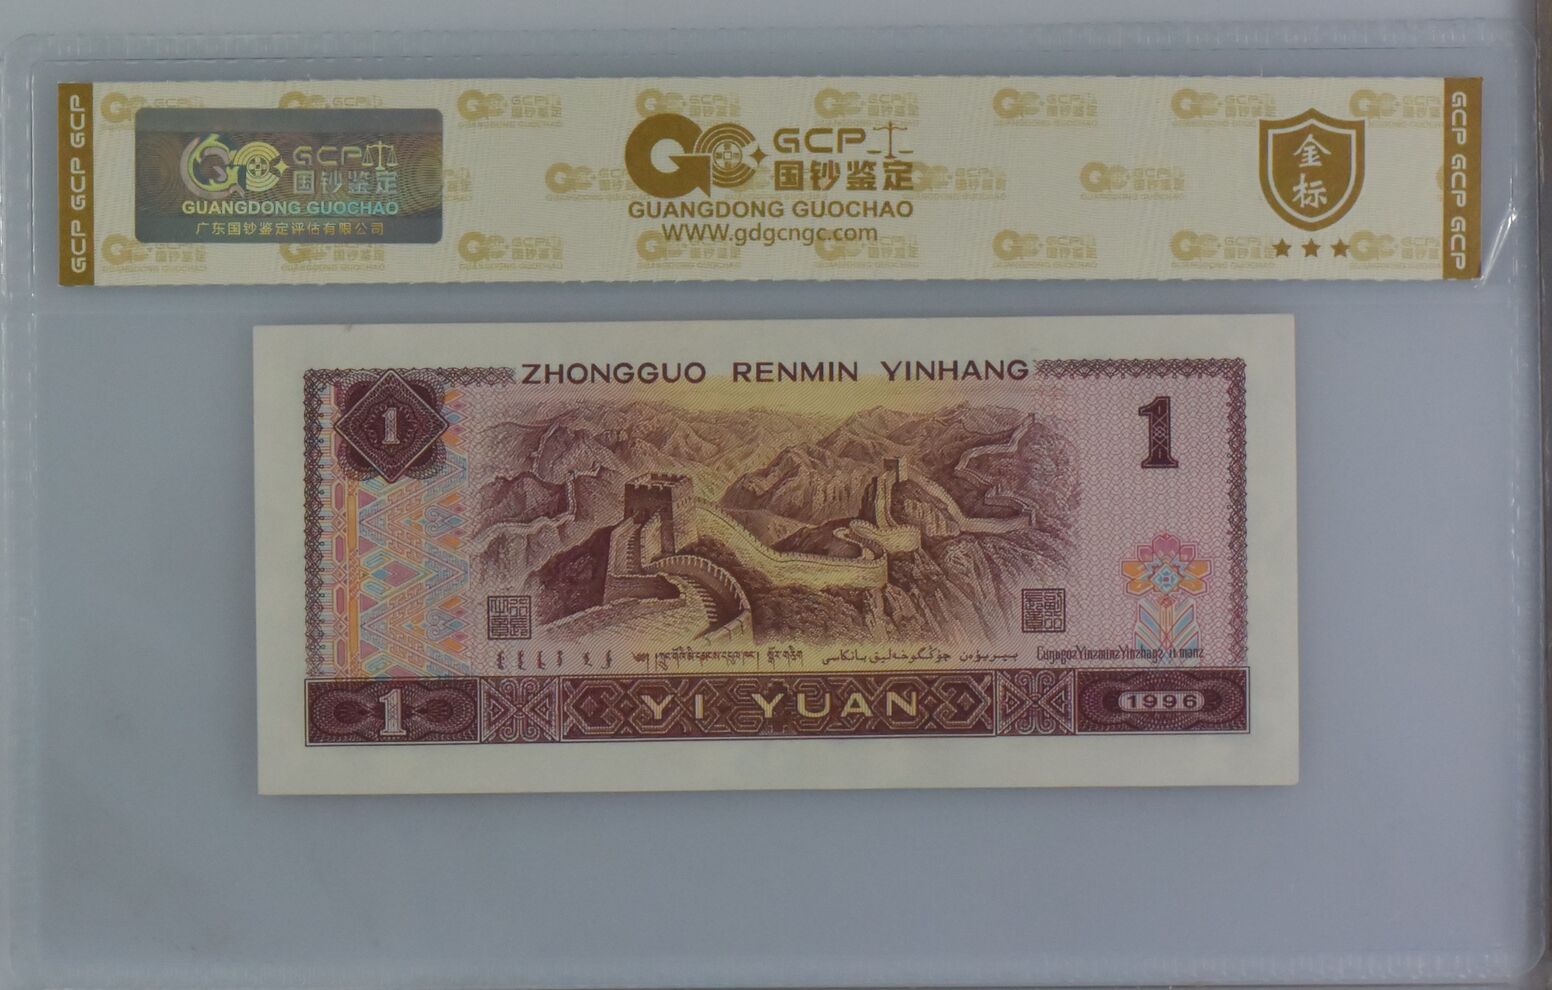 GCP GCP GCP
GCP
国钞鉴定
GUANGDONG GUOCHAO
广东国钞鉴定评估有限公司
GCP
国钞鉴定
GUANGDONG GUOCHAO
WWW.gdgcngc.com
金
标
GCP GCP GCP
ZHONGGUO RENMIN YINHANG
1
1
1
YI YUAN
1996